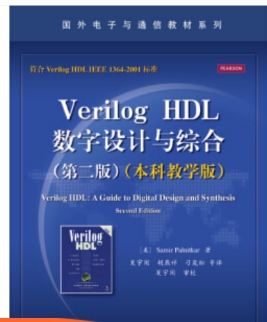 国外电子与通信教材系列
符合 Verilog HDL IEEE 1364-2001 标准
PEARSON
Verilog HDL
数字设计与综合
(第二版)(本科教学版)
Verilog HDL: A Guide to Digital Design and Synthesis
Second Edition
Verilog
HDL
[美] Samir Palnitkar 著
夏宇闻 胡燕祥 刁岚松 等译
夏宇闻 审校